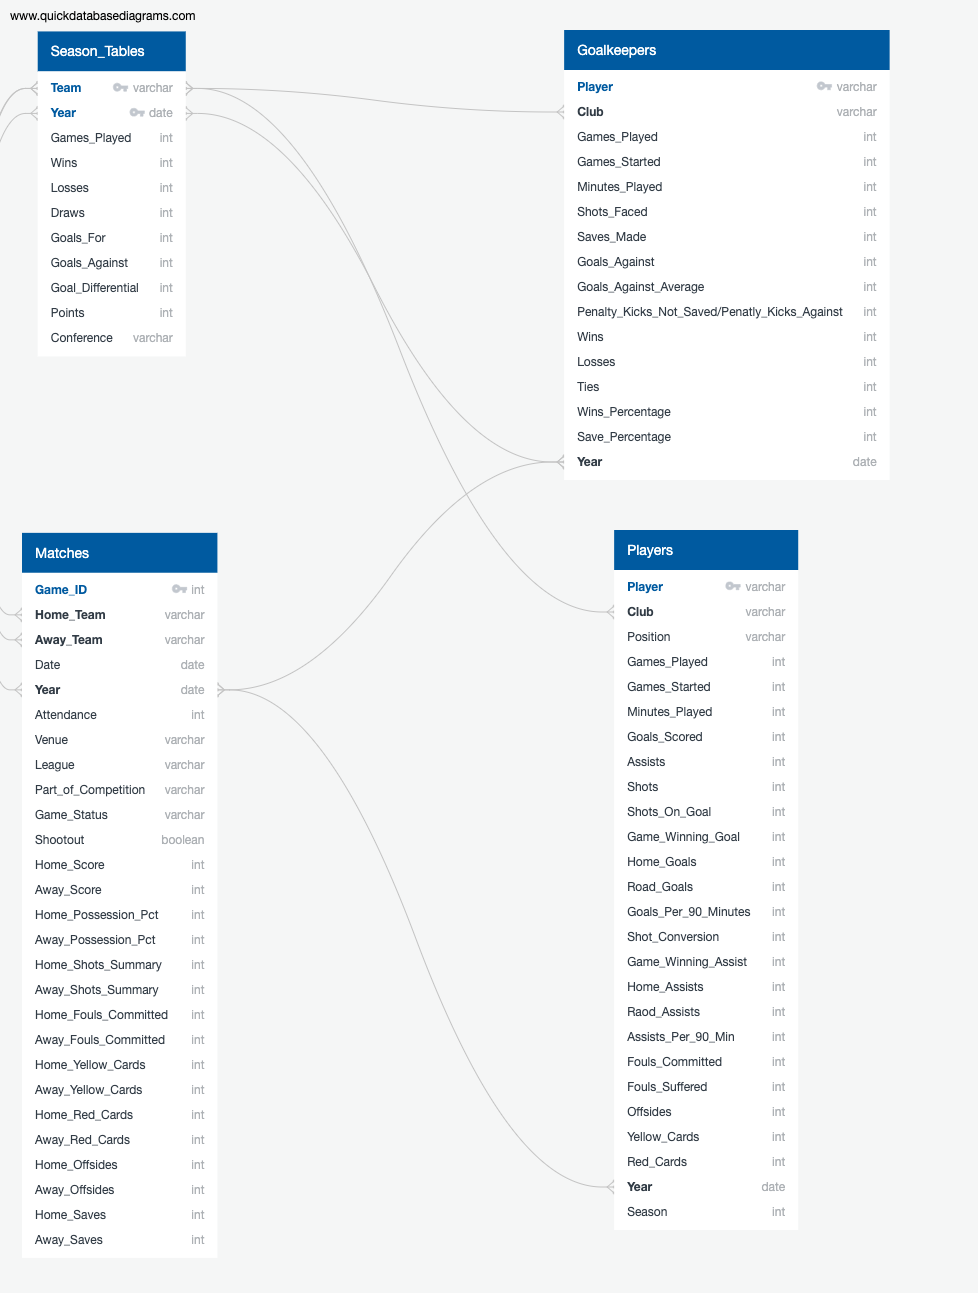 www.quickdatabasediagrams.com
Season_Tables
Team varchar
Year date
Games_Played int
Wins int
Losses int
Draws int
Goals_For int
Goals_Against int
Goal_Differential int
Points int
Conference varchar
Goalkeepers
Player varchar
Club varchar
Games_Played int
Games_Started int
Minutes_Played int
Shots_Faced int
Saves_Made int
Goals_Against int
Goals_Against_Average int
Penalty_Kicks_Not_Saved/Penatly_Kicks_Against int
Wins int
Losses int
Ties int
Wins_Percentage int
Save_Percentage int
Year date
Matches
Game_ID int
Home_Team varchar
Away_Team varchar
Date date
Year date
Attendance int
Venue varchar
League varchar
Part_of_Competition varchar
Game_Status varchar
Shootout boolean
Home_Score int
Away_Score int
Home_Possession_Pct int
Away_Possession_Pct int
Home_Shots_Summary int
Away_Shots_Summary int
Home_Fouls_Committed int
Away_Fouls_Committed int
Home_Yellow_Cards int
Away_Yellow_Cards int
Home_Red_Cards int
Away_Red_Cards int
Home_Offsides int
Away_Offsides int
Home_Saves int
Away_Saves int
Players
Player varchar
Club varchar
Position varchar
Games_Played int
Games_Started int
Minutes_Played int
Goals_Scored int
Assists int
Shots int
Shots_On_Goal int
Game_Winning_Goal int
Home_Goals int
Road_Goals int
Goals_Per_90_Minutes int
Shot_Conversion int
Game_Winning_Assist int
Home_Assists int
Raod_Assists int
Assists_Per_90_Min int
Fouls_Committed int
Fouls_Suffered int
Offsides int
Yellow_Cards int
Red_Cards int
Year date
Season int